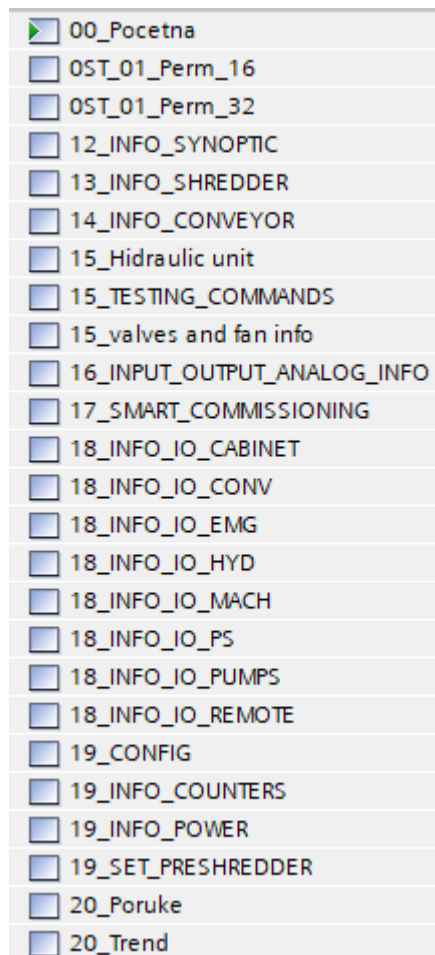 00_Pocetna
0ST_01_Perm_16
0ST_01_Perm_32
12_INFO_SYNOPTIC
13_INFO_SHREDDER
14_INFO_CONVEYOR
15_Hidraulic unit
15_TESTING_COMMANDS
15_valves and fan info
16_INPUT_OUTPUT_ANALOG_INFO
17_SMART_COMMISSIONING
18_INFO_IO_CABINET
18_INFO_IO_CONV
18_INFO_IO_EMG
18_INFO_IO_HYD
18_INFO_IO_MACH
18_INFO_IO_PS
18_INFO_IO_PUMPS
18_INFO_IO_REMOTE
19_CONFIG
19_INFO_COUNTERS
19_INFO_POWER
19_SET_PRESHREDDER
20_Poruke
20_Trend